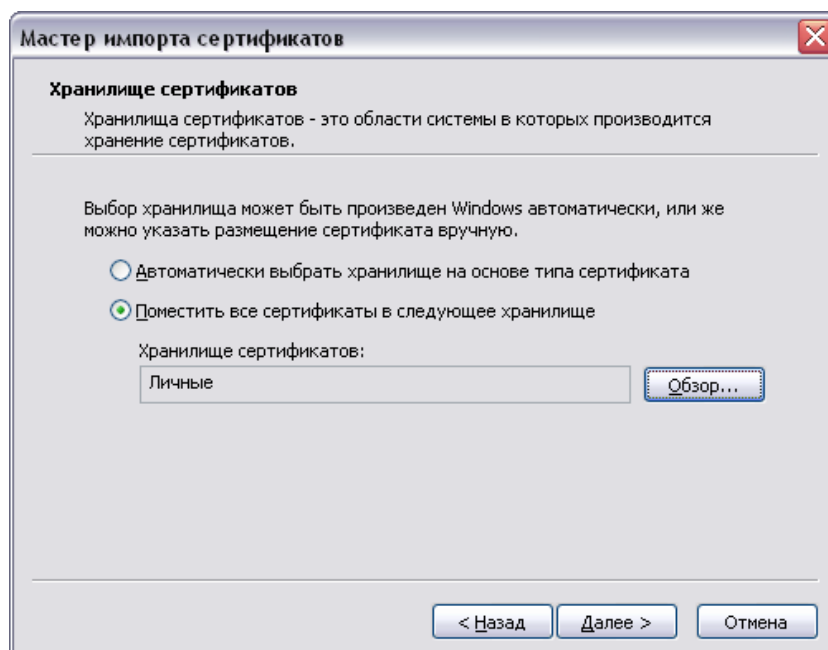 Мастер импорта сертификатов
Хранилище сертификатов
Хранилища сертификатов - это области системы в которых производится
хранение сертификатов.
Выбор хранилища может быть произведен Windows автоматически, или же
можно указать размещение сертификата вручную.
Автоматически выбрать хранилище на основе типа сертификата
Поместить все сертификаты в следующее хранилище
Хранилище сертификатов:
Личные
Обзор...
< Назад
Далее >
Отмена